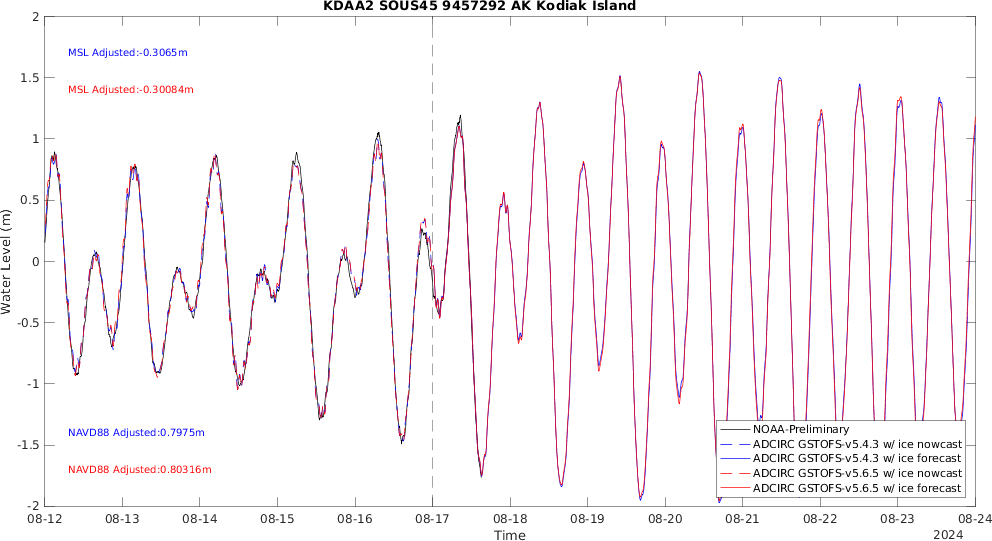 KDAA2 SOUS45 9457292 AK Kodiak Island
MSL Adjusted:-0.3065m
MSL Adjusted:-0.30084m
NAVD88 Adjusted:0.7975m
NAVD88 Adjusted:0.80316m
Water Level (m)
2
1.5
1
0.5
0
-0.5
-1
-1.5
-2
NOAA-Preliminary
ADCIRC GSTOFS-v5.4.3 w/ ice nowcast
ADCIRC GSTOFS-v5.4.3 w/ ice forecast
ADCIRC GSTOFS-v5.6.5 w/ ice nowcast
ADCIRC GSTOFS-v5.6.5 w/ ice forecast
08-12 08-13 08-14 08-15 08-16 08-17 08-18 08-19 08-20 08-21 08-22 08-23 08-24
Time
2024